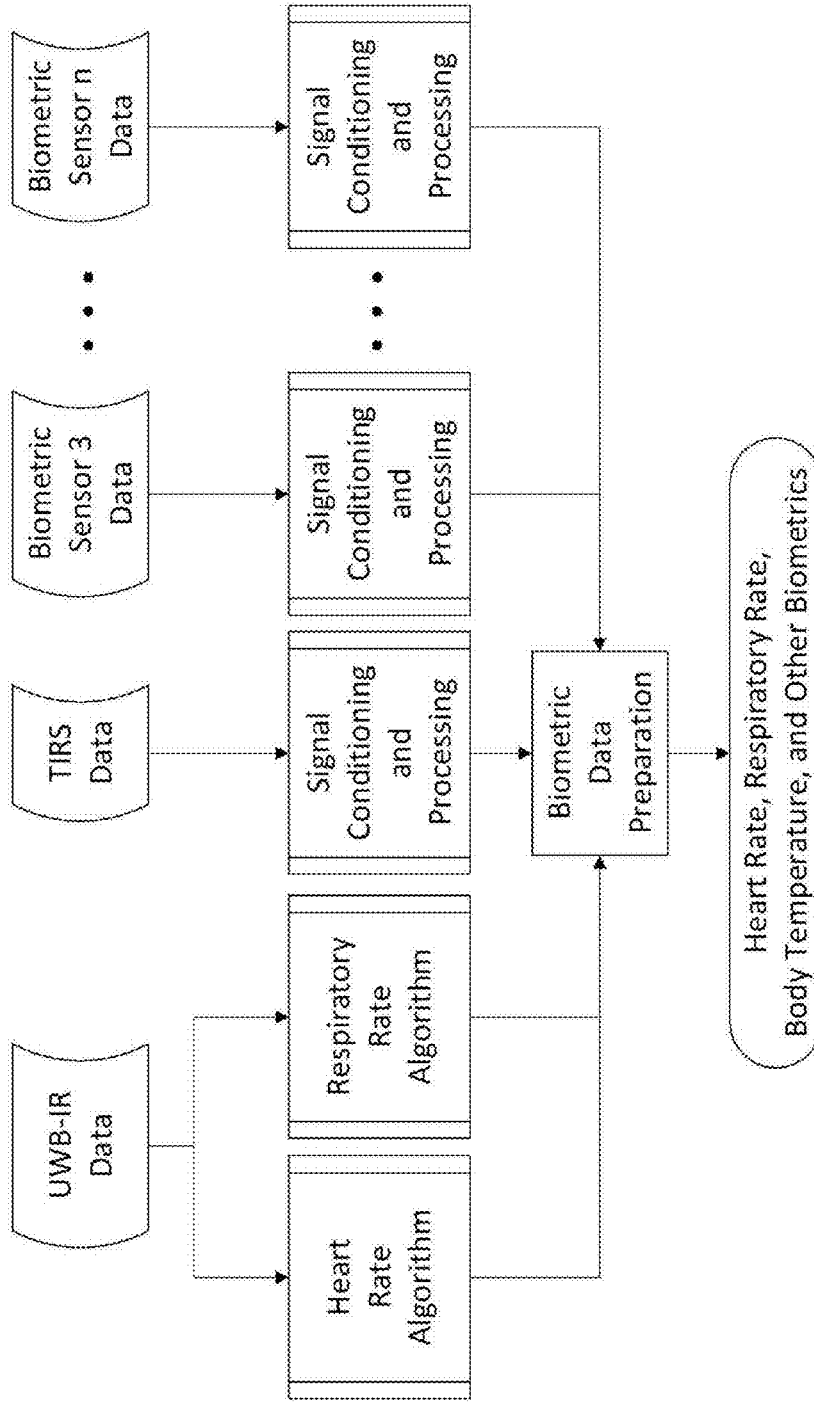 UWB-IR
Data
TIRS
Data
Biometric
Sensor 3
Data
Biometric
Sensor n
Data
Heart
Rate
Algorithm
Respiratory
Rate
Algorithm
Signal
Conditioning
and
Processing
Signal
Conditioning
and
Processing
Signal
Conditioning
and
Processing
Biometric
Data
Preparation
Heart Rate, Respiratory Rate,
Body Temperature, and Other Biometrics